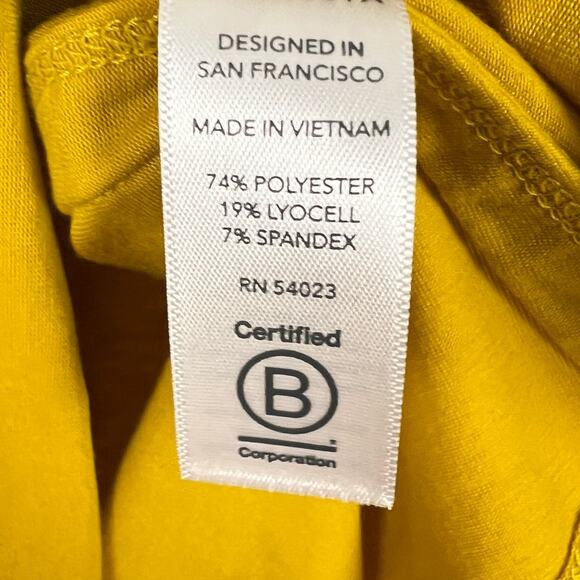 DESIGNED IN
SAN FRANCISCO
MADE IN VIETNAM
74% POLYESTER
19% LYOCELL
7% SPANDEX
RN 54023
Certified
B
Corporation